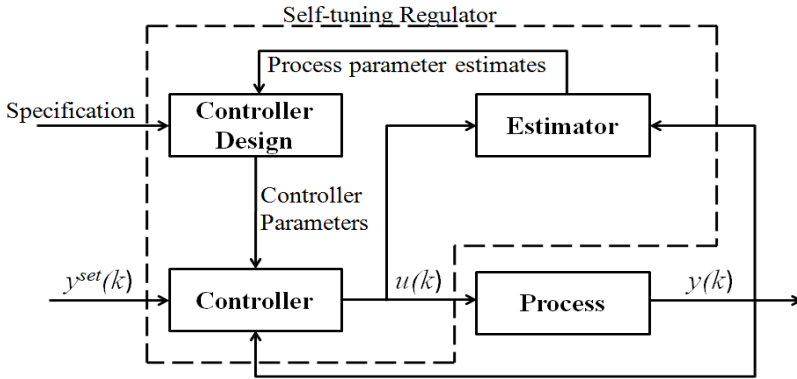 Self-tuning Regulator
Process parameter estimates
Specification
Controller
Design
Estimator
Controller
Parameters
y^set(k)
Controller
u(k)
Process
y(k)